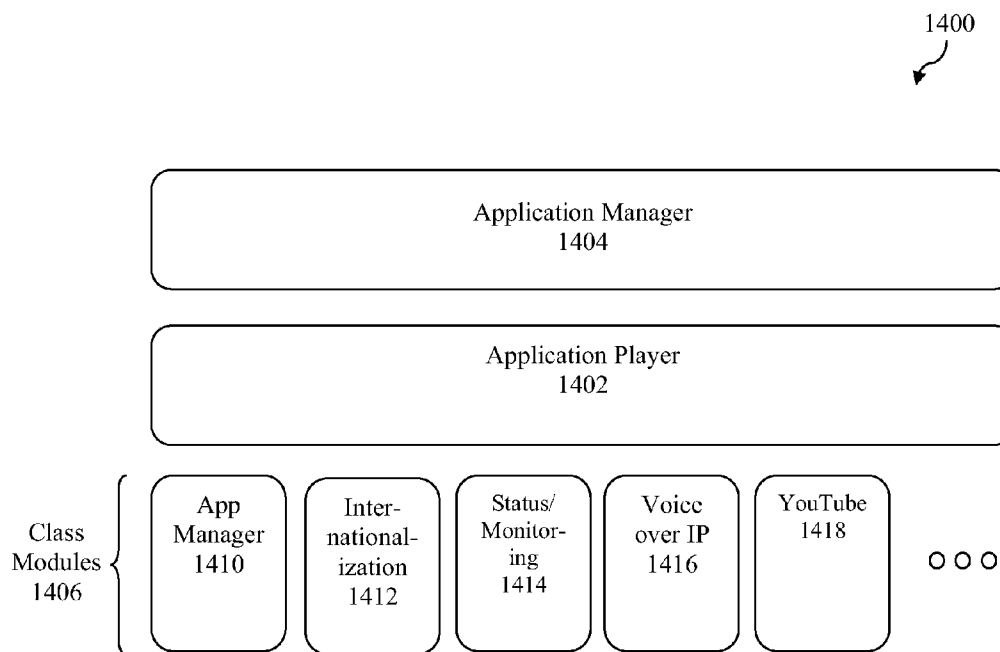 1400
Application Manager
1404
Application Player
1402
Class
Modules
1406
App
Manager
1410
Inter-
nationali-
ization
1412
Status/
Monitor-
ing
1414
Voice
over IP
1416
YouTube
1418